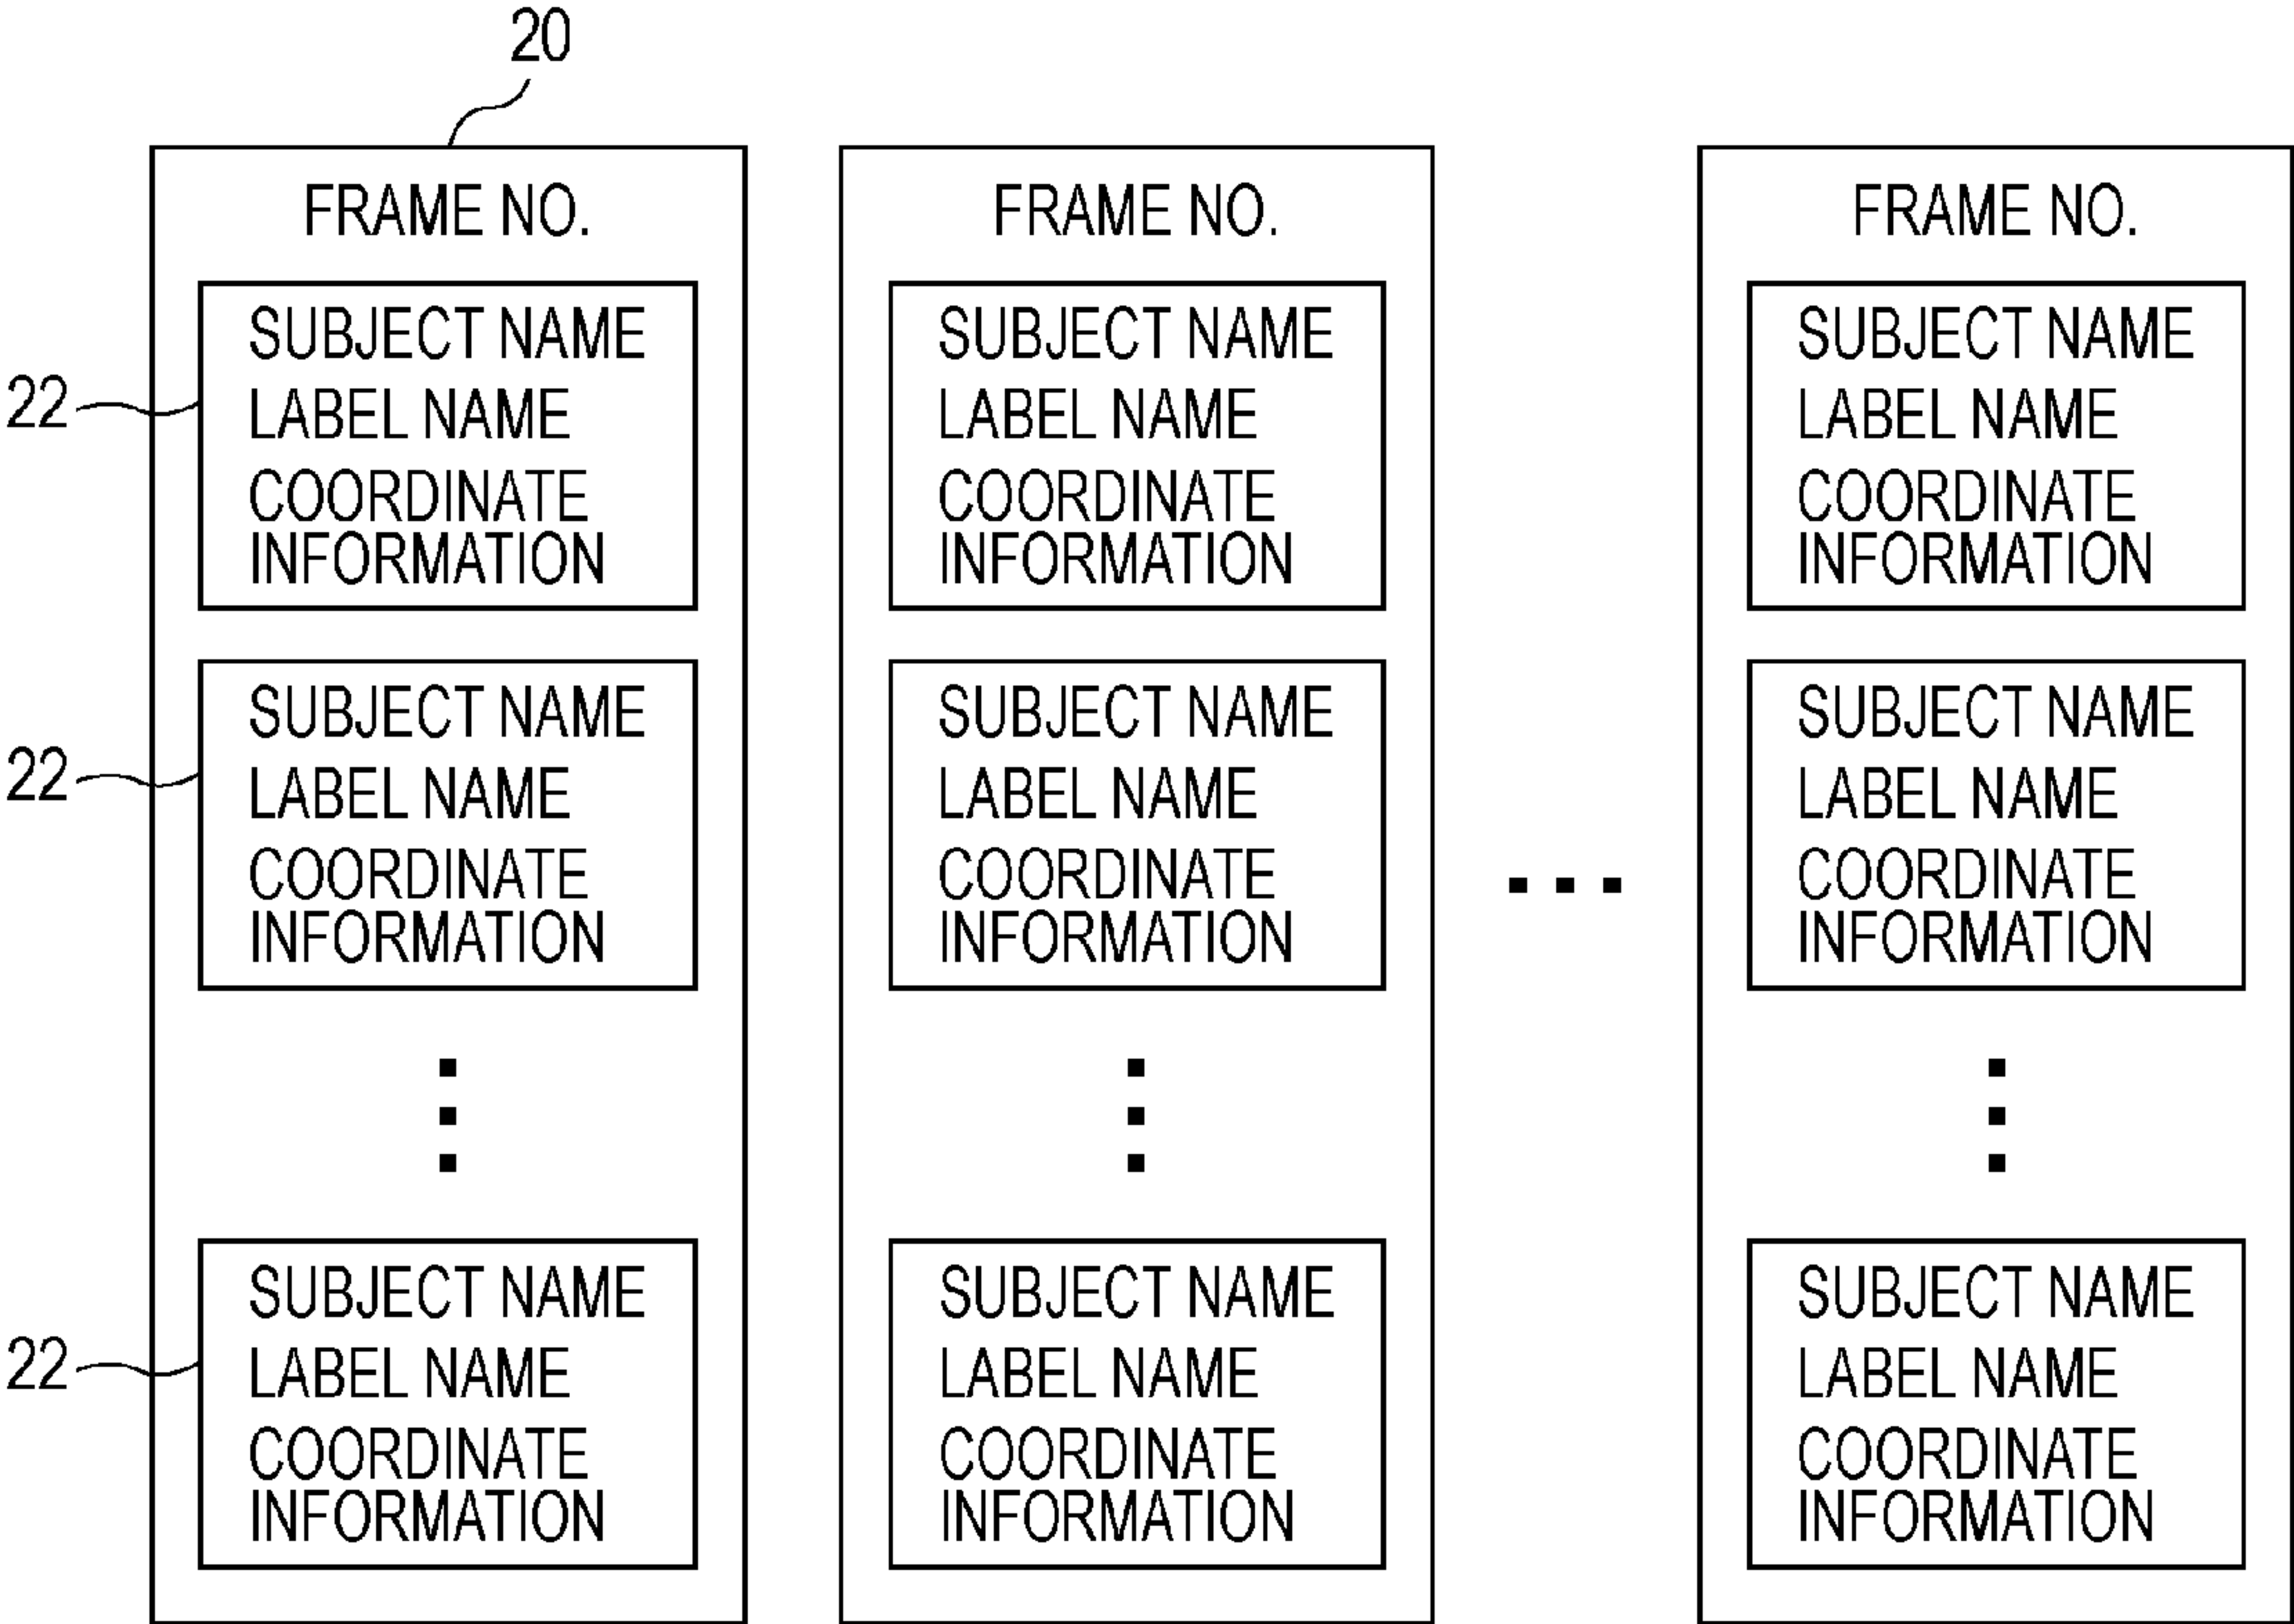 20
FRAME NO.
22
SUBJECT NAME
LABEL NAME
COORDINATE
INFORMATION
22
SUBJECT NAME
LABEL NAME
COORDINATE
INFORMATION
22
SUBJECT NAME
LABEL NAME
COORDINATE
INFORMATION
FRAME NO.
SUBJECT NAME
LABEL NAME
COORDINATE
INFORMATION
SUBJECT NAME
LABEL NAME
COORDINATE
INFORMATION
SUBJECT NAME
LABEL NAME
COORDINATE
INFORMATION
FRAME NO.
SUBJECT NAME
LABEL NAME
COORDINATE
INFORMATION
SUBJECT NAME
LABEL NAME
COORDINATE
INFORMATION
SUBJECT NAME
LABEL NAME
COORDINATE
INFORMATION